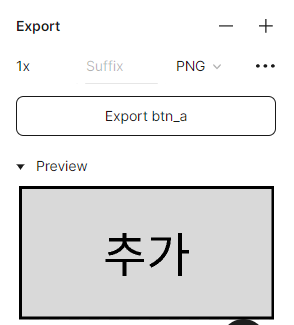 Export
1x Suffix PNG
Export btn_a
Preview
추가